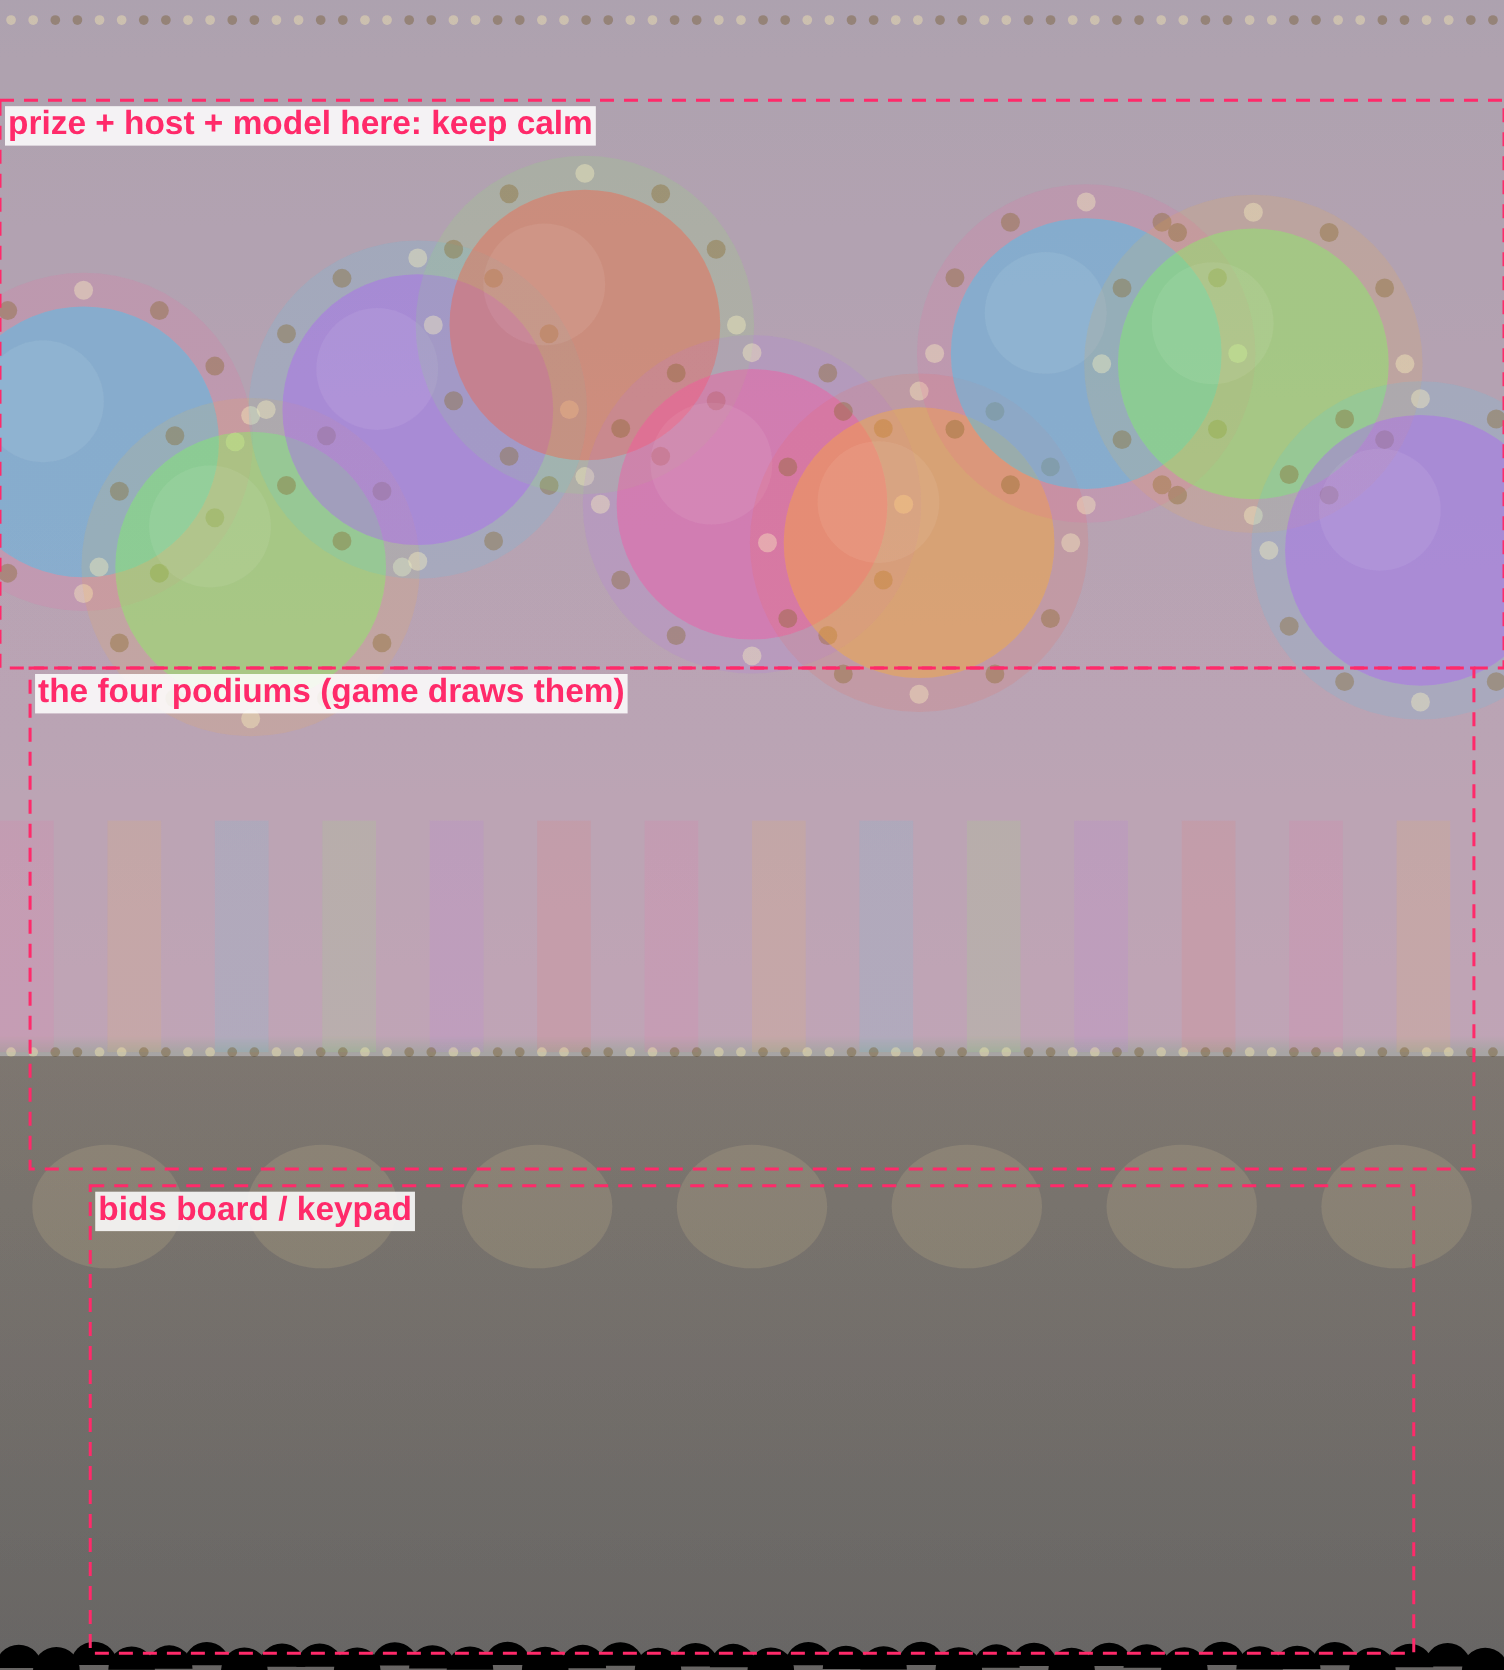 prize + host + model here: keep calm
the four podiums (game draws them)
bids board / keypad